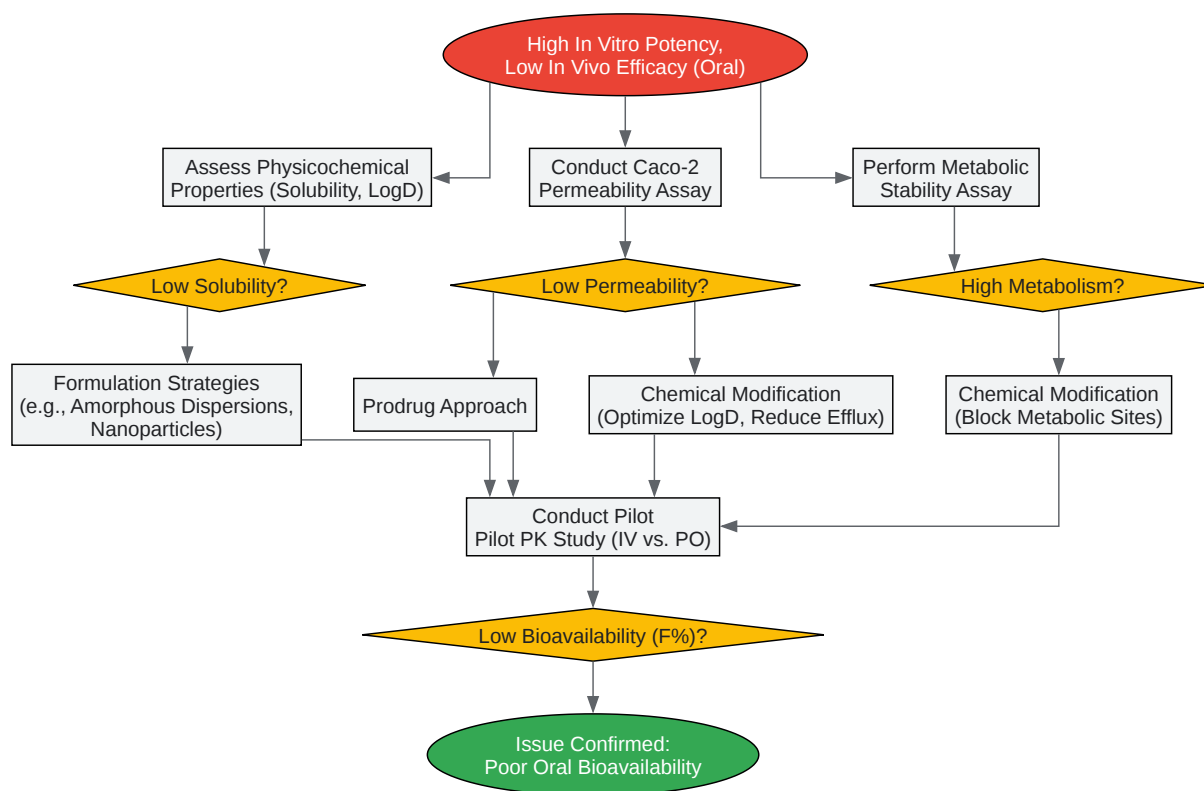 High In Vitro Potency,
Low In Vivo Efficacy (Oral)
Assess Physicochemical
Properties (Solubility, LogD)
Conduct Caco-2
Permeability Assay
Perform Metabolic
Stability Assay
Low Solubility?
Low Permeability?
High Metabolism?
Formulation Strategies
(e.g., Amorphous Dispersions,
Nanoparticles)
Prodrug Approach
Chemical Modification
(Optimize LogD, Reduce Efflux)
Chemical Modification
(Block Metabolic Sites)
Conduct Pilot
Pilot PK Study (IV vs. PO)
Low Bioavailability (F%)?
Issue Confirmed:
Poor Oral Bioavailability